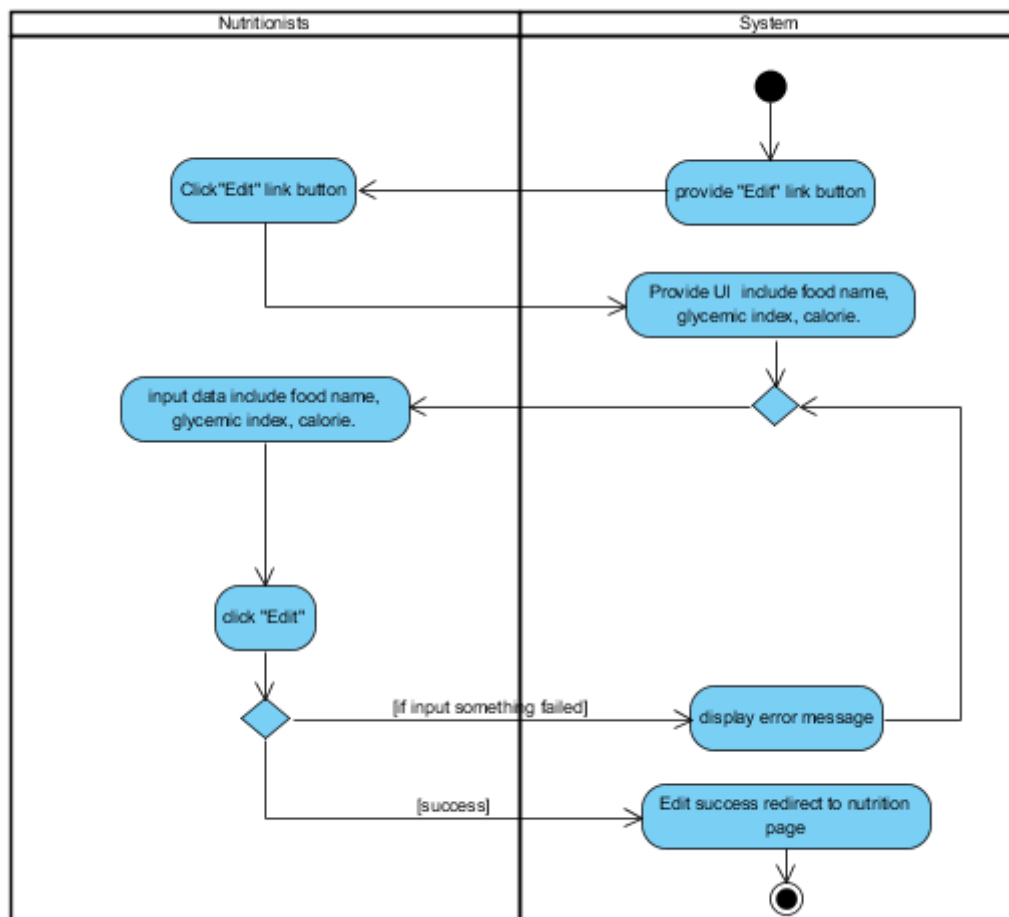 Nutritionists
System
Click"Edit" link button
provide "Edit" link button
Provide UI include food name,
glycemic index, calorie.
input data include food name,
glycemic index, calorie.
click "Edit"
[if input something failed]
display error message
[success]
Edit success redirect to nutrition
page